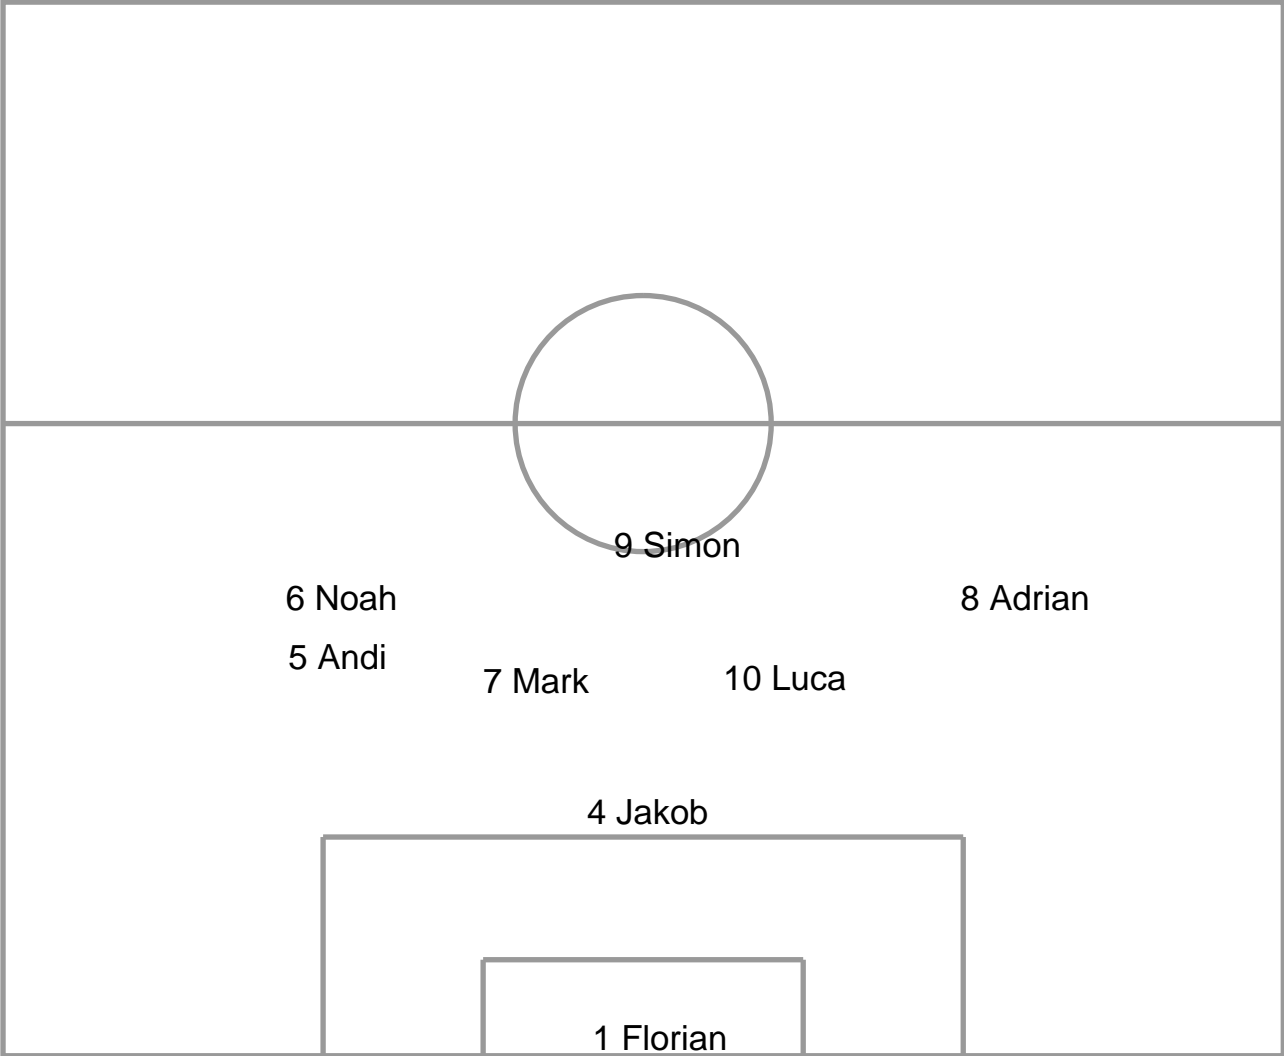 9 Simon
6 Noah
8 Adrian
5 Andi
7 Mark
10 Luca
4 Jakob
1 Florian